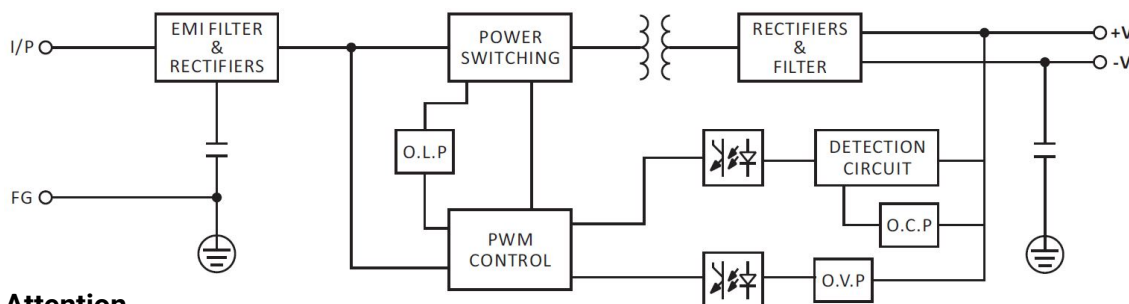 I/P
EMI FILTER
&
RECTIFIERS
POWER
SWITCHING
RECTIFIERS
&
FILTER
+V
-V
O.L.P
DETECTION
CIRCUIT
FG
O.C.P
PWM
CONTROL
O.V.P
Attention